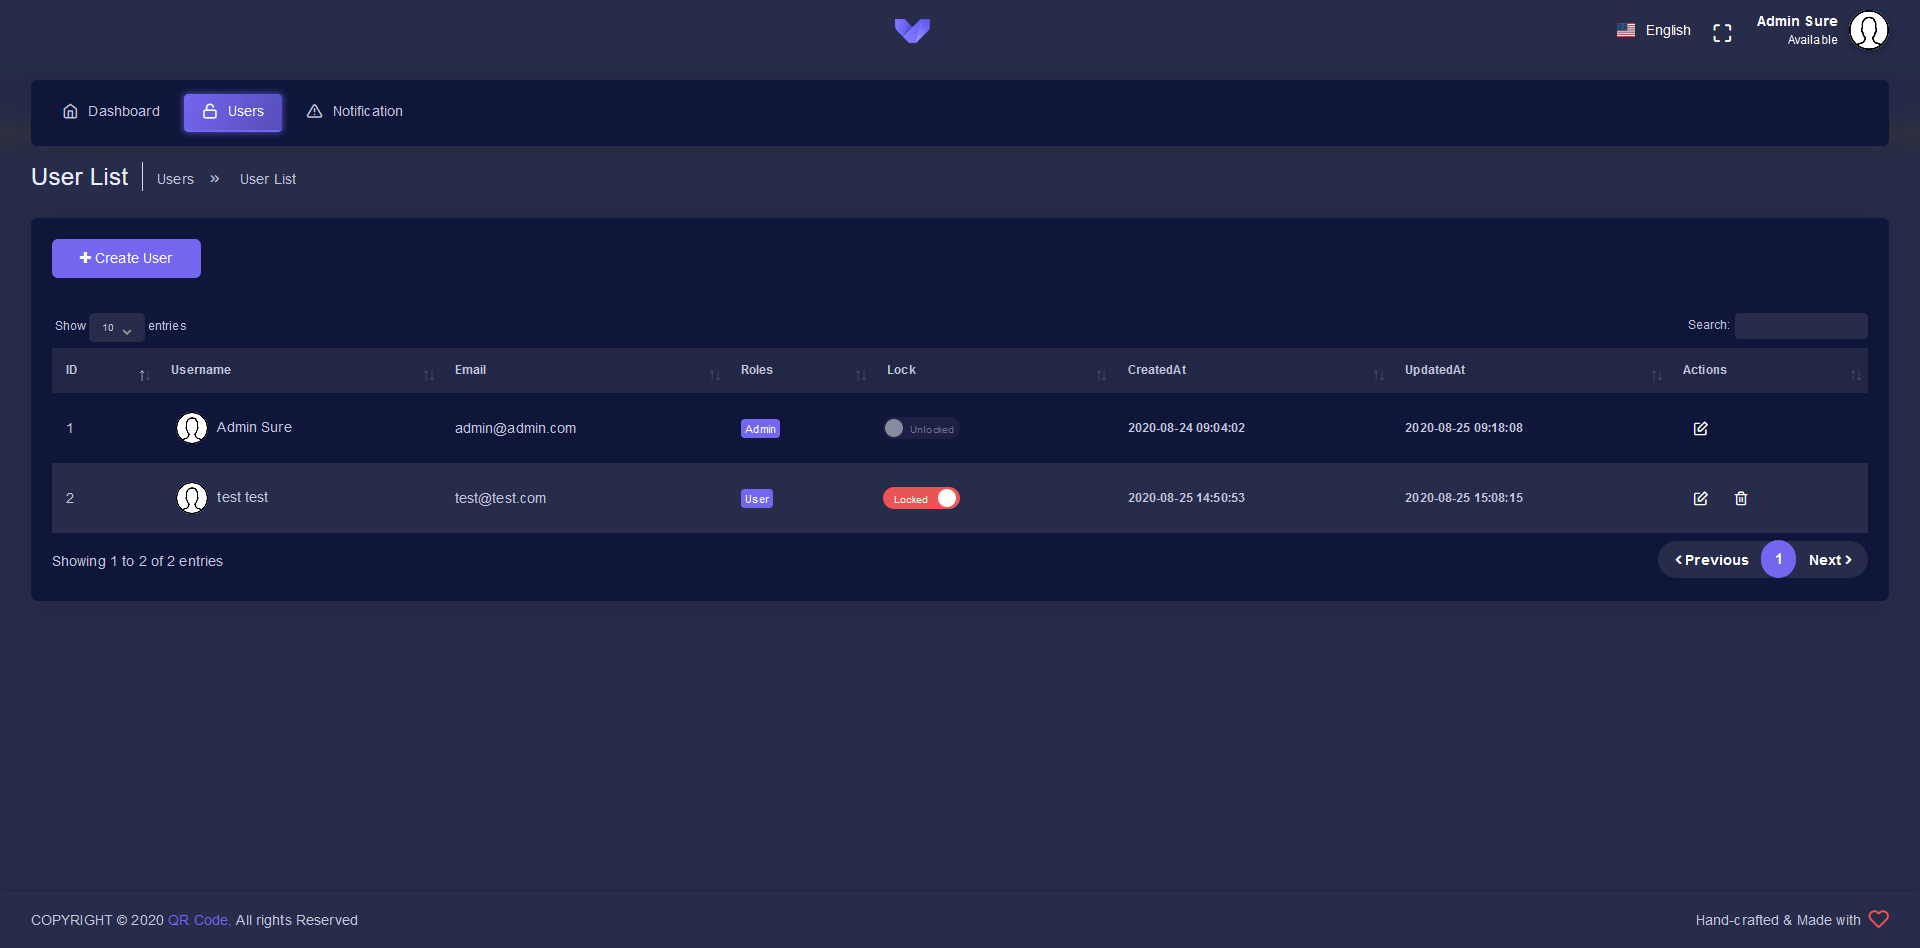 English
Admin Sure
Available
Dashboard Users Notification
User List Users » User List
Create User
Show 10 entries Search:
ID Username Email Roles Lock CreatedAt UpdatedAt Actions
1 Admin Sure admin@admin.com Admin Unlocked 2020-08-24 09:04:02 2020-08-25 09:18:08
2 test test test@test.com User Locked 2020-08-25 14:50:53 2020-08-25 15:08:15
Showing 1 to 2 of 2 entries Previous 1 Next
COPYRIGHT © 2020 QR Code, All rights Reserved Hand-crafted & Made with